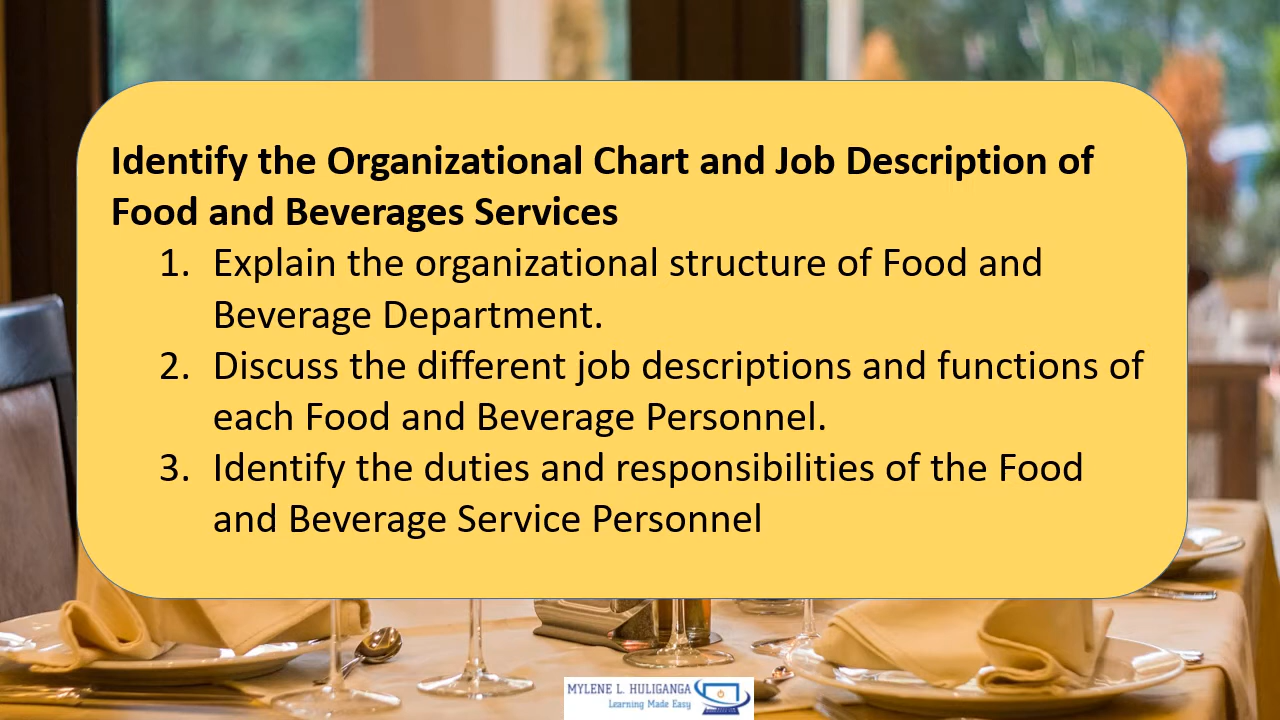 Identify the Organizational Chart and Job Description of
Food and Beverages Services
1. Explain the organizational structure of Food and
Beverage Department.
2. Discuss the different job descriptions and functions of
each Food and Beverage Personnel.
3. Identify the duties and responsibilities of the Food
and Beverage Service Personnel
MYLENE L. HULIGANGA
Learning Made Easy